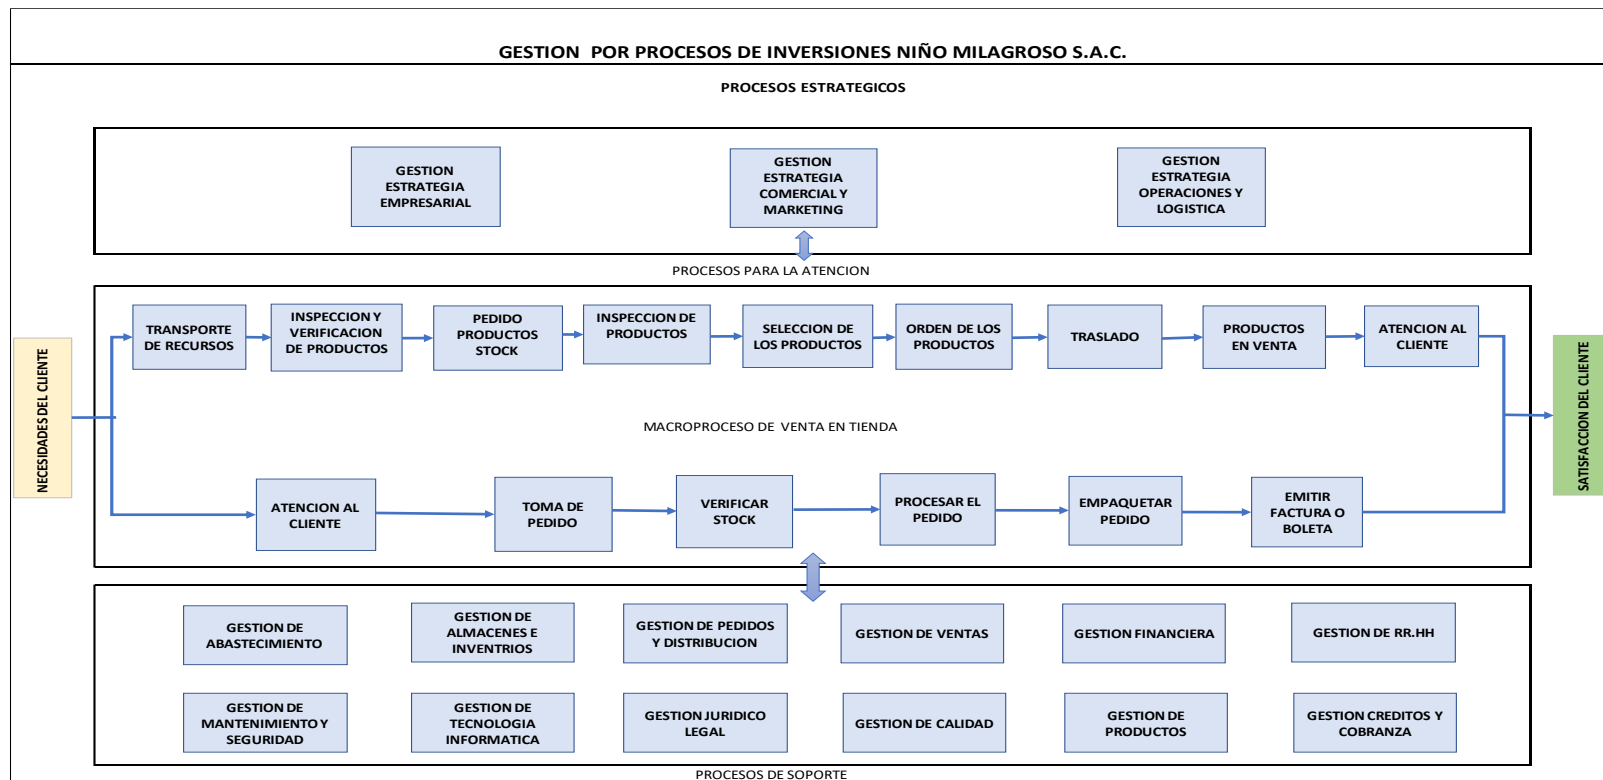 GESTION POR PROCESOS DE INVERSIONES NIÑO MILAGROSO S.A.C.
PROCESOS ESTRATEGICOS
GESTION
ESTRATEGIA
EMPRESARIAL
GESTION
ESTRATEGIA
COMERCIAL Y
MARKETING
GESTION
ESTRATEGIA
OPERACIONES Y
LOGISTICA
PROCESOS PARA LA ATENCION
NECESIDADES DEL CLIENTE
TRANSPORTE
DE RECURSOS
INSPECCION Y
VERIFICACION
DE PRODUCTOS
PEDIDO
PRODUCTOS
STOCK
INSPECCION DE
PRODUCTOS
SELECCION DE
LOS PRODUCTOS
ORDEN DE LOS
PRODUCTOS
TRASLADO
PRODUCTOS
EN VENTA
ATENCION AL
CLIENTE
SATISFACCION DEL CLIENTE
MACROPROCESO DE VENTA EN TIENDA
ATENCION AL
CLIENTE
TOMA DE
PEDIDO
VERIFICAR
STOCK
PROCESAR EL
PEDIDO
EMPAQUETAR
PEDIDO
EMITIR
FACTURA O
BOLETA
GESTION DE
ABASTECIMIENTO
GESTION DE
ALMACENES E
INVENTRIOS
GESTION DE PEDIDOS
Y DISTRIBUCION
GESTION DE VENTAS
GESTION FINANCIERA
GESTION DE RR.HH
GESTION DE
MANTENIMIENTO Y
SEGURIDAD
GESTION DE
TECNOLOGIA
INFORMATICA
GESTION JURIDICO
LEGAL
GESTION DE CALIDAD
GESTION DE
PRODUCTOS
GESTION CREDITOS Y
COBRANZA
PROCESOS DE SOPORTE